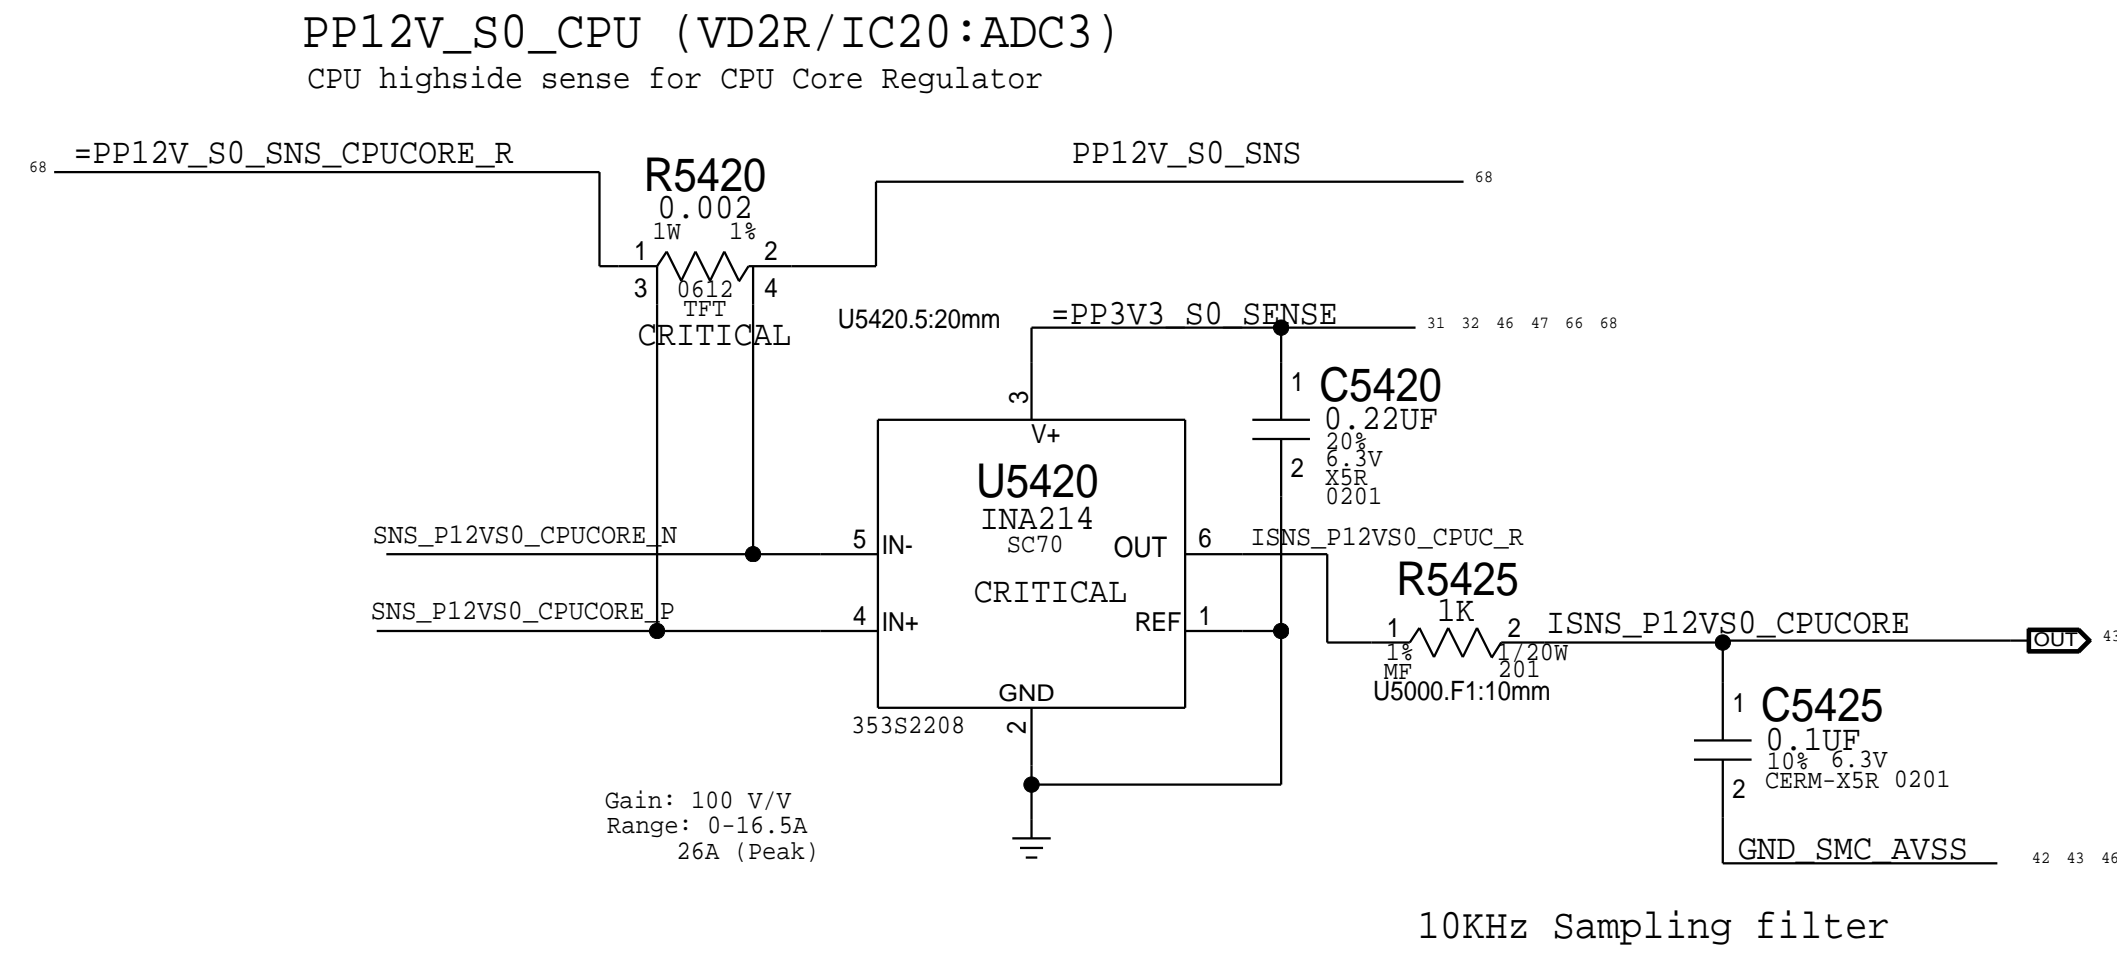 PP12V_S0_CPU (VD2R/IC20:ADC3)
CPU highside sense for CPU Core Regulator
68 =PP12V_S0_SNS_CPUCORE_R
PP12V_S0_SNS
68
R5420
0.002
1W 1%
1 2
3 0612 4
TFT
CRITICAL
U5420.5:20mm
=PP3V3_S0_SENSE
31 32 46 47 66 68
3
1 C5420
0.22UF
20%
6.3V
2 X5R
0201
V+
U5420
INA214
SC70
CRITICAL
SNS_P12VS0_CPUCORE_N
5 IN-
OUT 6
ISNS_P12VS0_CPUC_R
SNS_P12VS0_CPUCORE_P
4 IN+
REF 1
R5425
1K
1 2
1% 1/20W
MF 201
U5000.F1:10mm
ISNS_P12VS0_CPUCORE
OUT 43
GND
2
353S2208
1 C5425
0.1UF
10% 6.3V
2 CERM-X5R 0201
Gain: 100 V/V
Range: 0-16.5A
26A (Peak)
GND_SMC_AVSS
42 43 46
10KHz Sampling filter